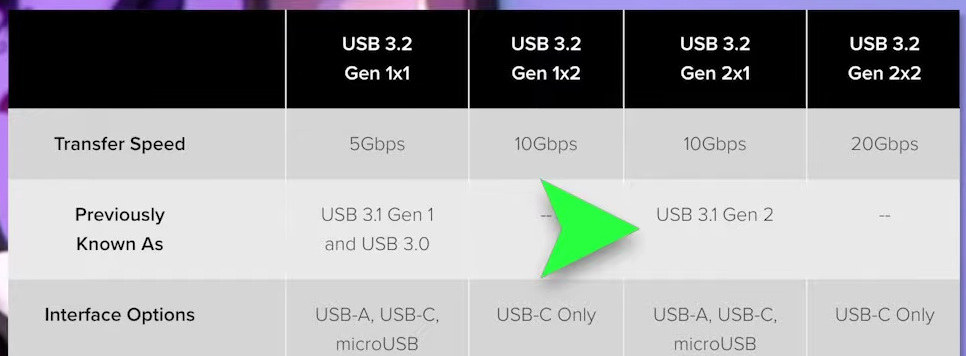 USB 3.2 Gen 1x1
USB 3.2 Gen 1x2
USB 3.2 Gen 2x1
USB 3.2 Gen 2x2
Transfer Speed
5Gbps
10Gbps
10Gbps
20Gbps
Previously Known As
USB 3.1 Gen 1 and USB 3.0
--
USB 3.1 Gen 2
--
Interface Options
USB-A, USB-C, microUSB
USB-C Only
USB-A, USB-C, microUSB
USB-C Only